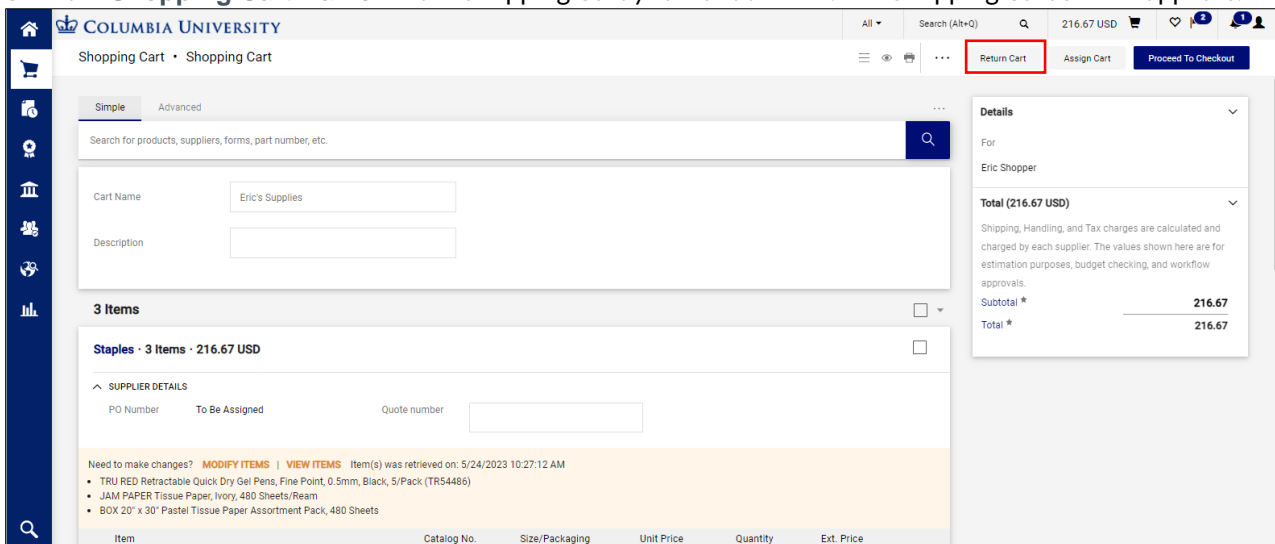 COLUMBIA UNIVERSITY
All
Search (Alt+Q)
216.67 USD
2
1
Shopping Cart • Shopping Cart
Return Cart
Assign Cart
Proceed To Checkout
Simple
Advanced
Search for products, suppliers, forms, part number, etc.
Cart Name
Eric's Supplies
Description
Details
For
Eric Shopper
Total (216.67 USD)
Shipping, Handling, and Tax charges are calculated and
charged by each supplier. The values shown here are for
estimation purposes, budget checking, and workflow
approvals.
Subtotal * 216.67
Total * 216.67
3 Items
Staples · 3 Items · 216.67 USD
SUPPLIER DETAILS
PO Number To Be Assigned Quote number
Need to make changes? MODIFY ITEMS | VIEW ITEMS Item(s) was retrieved on: 5/24/2023 10:27:12 AM
• TRU RED Retractable Quick Dry Gel Pens, Fine Point, 0.5mm, Black, 5/Pack (TR54486)
• JAM PAPER Tissue Paper, Ivory, 480 Sheets/Ream
• BOX 20" x 30" Pastel Tissue Paper Assortment Pack, 480 Sheets
Item Catalog No. Size/Packaging Unit Price Quantity Ext. Price